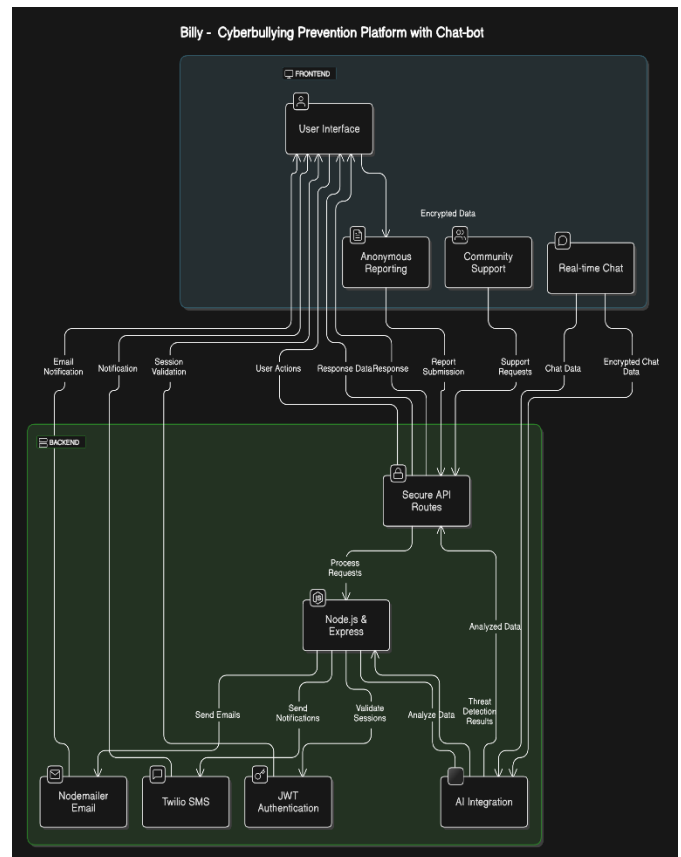 Billy - Cyberbullying Prevention Platform with Chat-bot
FRONTEND
User Interface
Encrypted Data
Anonymous
Reporting
Community
Support
Real-time Chat
Email
Notification
Notification
Session
Validation
User Actions
Response Data
Response
Report
Submission
Support
Requests
Chat Data
Encrypted Chat
Data
BACKEND
Secure API
Routes
Process
Requests
JS
Node.js &
Express
Analyzed Data
Send Emails
Send
Notifications
Validate
Sessions
Analyze Data
Threat
Detection
Results
Nodemailer
Email
Twilio SMS
JWT
Authentication
AI Integration